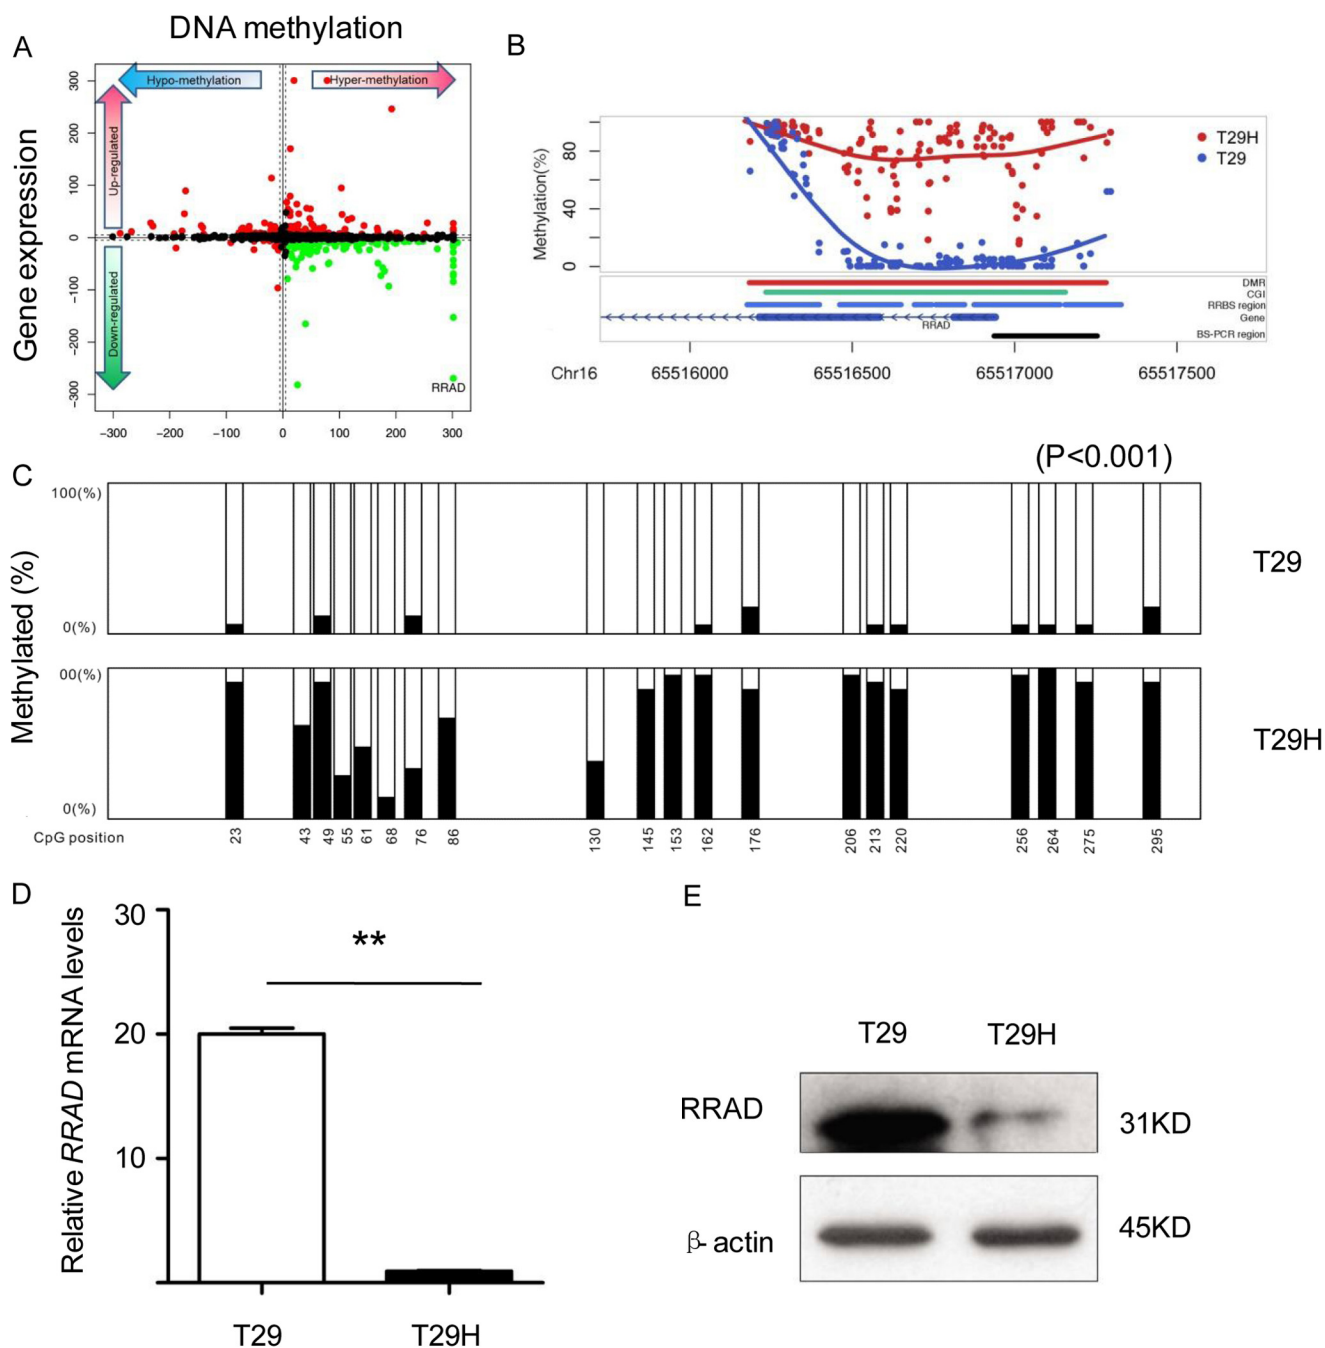 A
DNA methylation
Hypo-methylation
Hyper-methylation
Up-regulated
Down-regulated
Gene expression
300
200
100
0
−100
−200
−300
RRAD
−300
−200
−100
0
100
200
300
B
Methylation(%)
80
40
0
T29H
T29
DMR
CGI
RRBS region
Gene
RRAD
BS-PCR region
Chr16
65516000
65516500
65517000
65517500
C
(P<0.001)
Methylated (%)
100(%)
0(%)
T29
00(%)
0(%)
T29H
CpG position
23
43
49
55
61
68
76
86
130
145
153
162
176
206
213
220
256
264
275
295
D
Relative RRAD mRNA levels
30
20
10
**
T29
T29H
E
T29
T29H
RRAD
31KD
β- actin
45KD